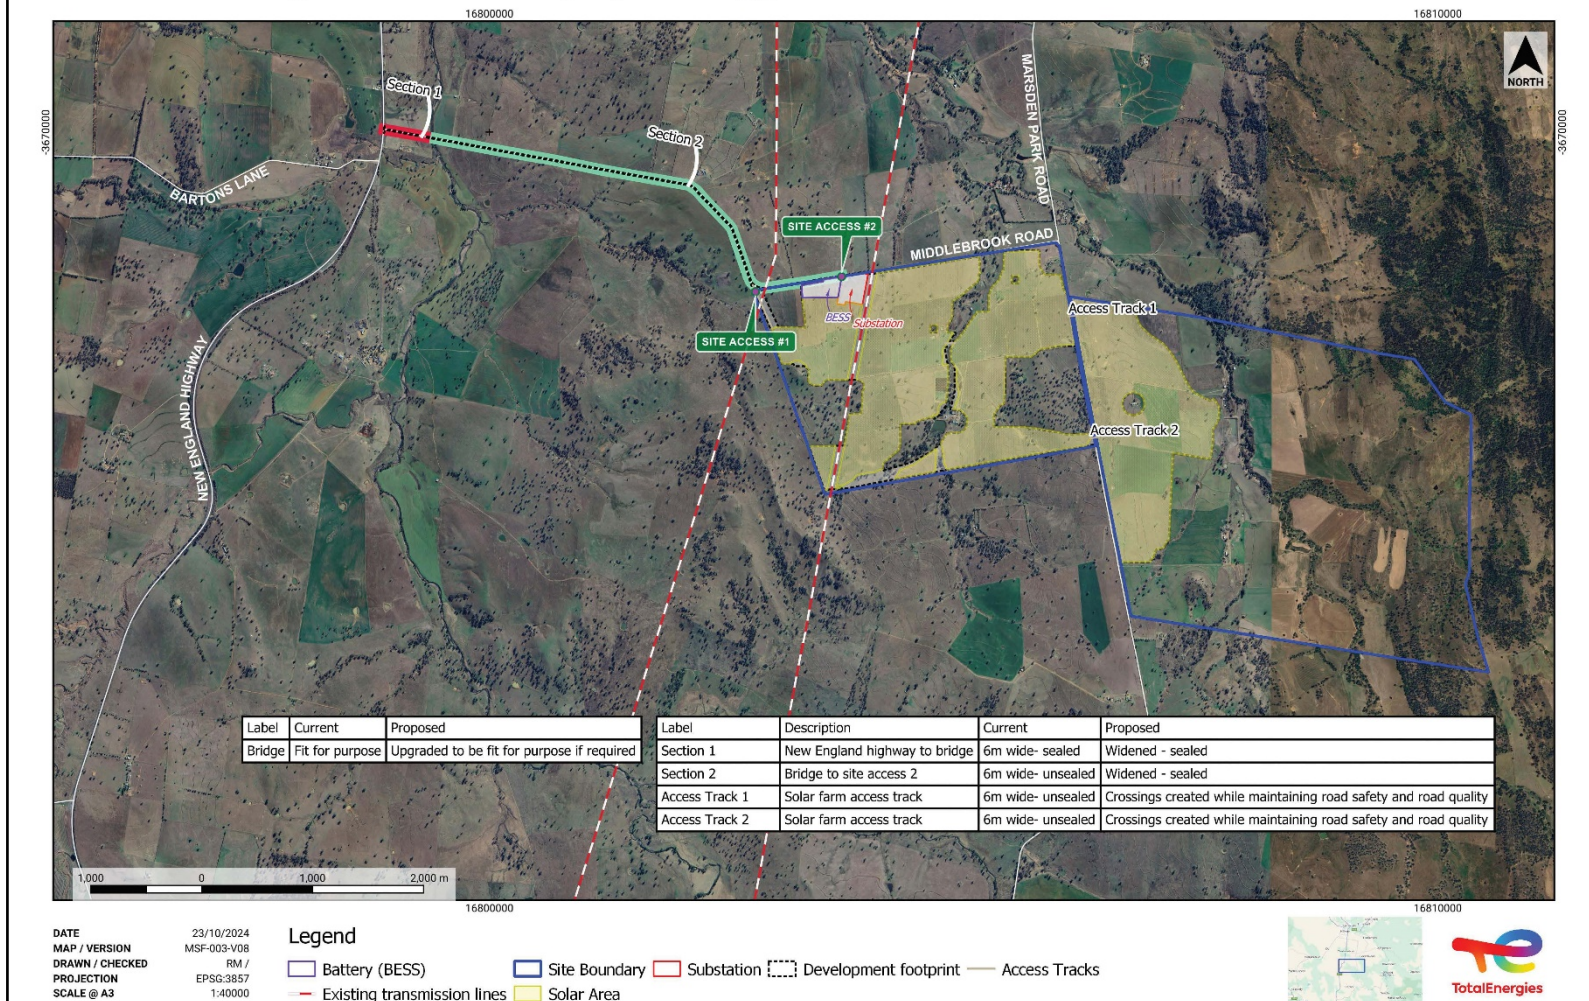 16800000
16810000
-3670000
-3670000
NORTH
Section 1
Section 2
BARTONS LANE
MARSDEN PARK ROAD
SITE ACCESS #2
MIDDLEBROOK ROAD
BESS
Substation
SITE ACCESS #1
Access Track 1
Access Track 2
NEW ENGLAND HIGHWAY
Label Current Proposed
Bridge Fit for purpose Upgraded to be fit for purpose if required
Label Description Current Proposed
Section 1 New England highway to bridge 6m wide- sealed Widened - sealed
Section 2 Bridge to site access 2 6m wide- unsealed Widened - sealed
Access Track 1 Solar farm access track 6m wide- unsealed Crossings created while maintaining road safety and road quality
Access Track 2 Solar farm access track 6m wide- unsealed Crossings created while maintaining road safety and road quality
1,000 0 1,000 2,000 m
16800000
16810000
DATE 23/10/2024
MAP / VERSION MSF-003-V08
DRAWN / CHECKED RM /
PROJECTION EPSG:3857
SCALE @ A3 1:40000
Legend
Battery (BESS) Site Boundary Substation Development footprint Access Tracks
Existing transmission lines Solar Area
TotalEnergies